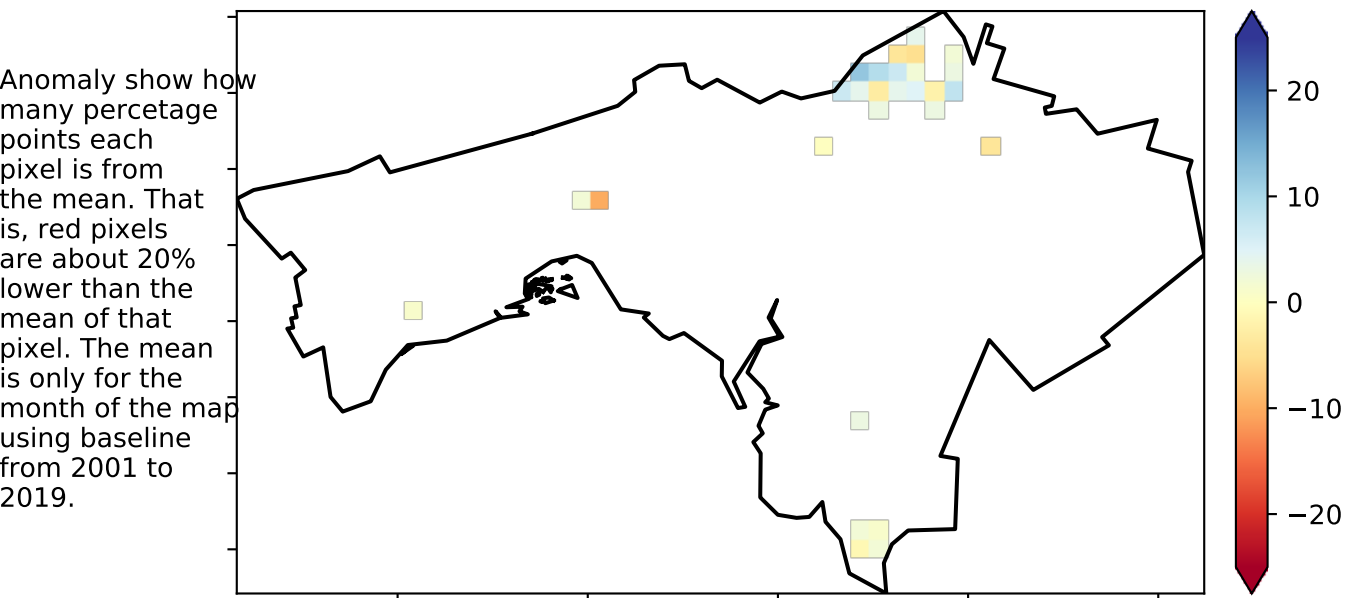 Anomaly show how
many percetage
points each
pixel is from
the mean. That
is, red pixels
are about 20%
lower than the
mean of that
pixel. The mean
is only for the
month of the map
using baseline
from 2001 to
2019.
20
10
0
−10
−20